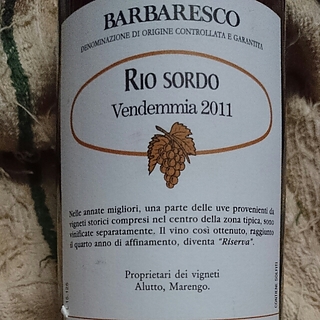 BARBARESCO
DENOMINAZIONE DI ORIGINE CONTROLLATA E GARANTITA
RIO SORDO
Vendemmia 2011
Nelle annate migliori, una parte delle uve provenienti da
vigneti storici compresi nel centro della zona tipica, sono
vinificate separatamente. Il vino così ottenuto, raggiunto
il quarto anno di affinamento, diventa "Riserva".
Proprietari dei vigneti
Alutto, Marengo.
CONTIENE SOLFITI